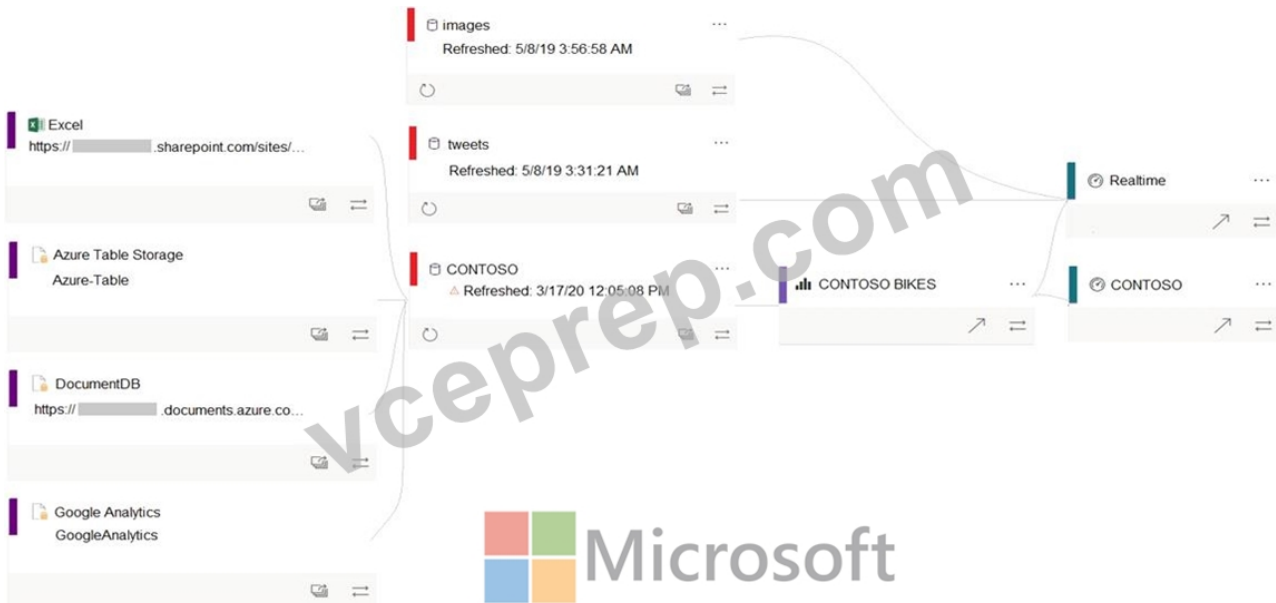 images
Refreshed: 5/8/19 3:56:58 AM
Excel
https:// .sharepoint.com/sites/...
tweets
Refreshed: 5/8/19 3:31:21 AM
Realtime
Azure Table Storage
Azure-Table
CONTOSO
Refreshed: 3/17/20 12:05:08 PM
CONTOSO BIKES
CONTOSO
DocumentDB
https:// .documents.azure.co...
Google Analytics
GoogleAnalytics
vceprep.com
Microsoft